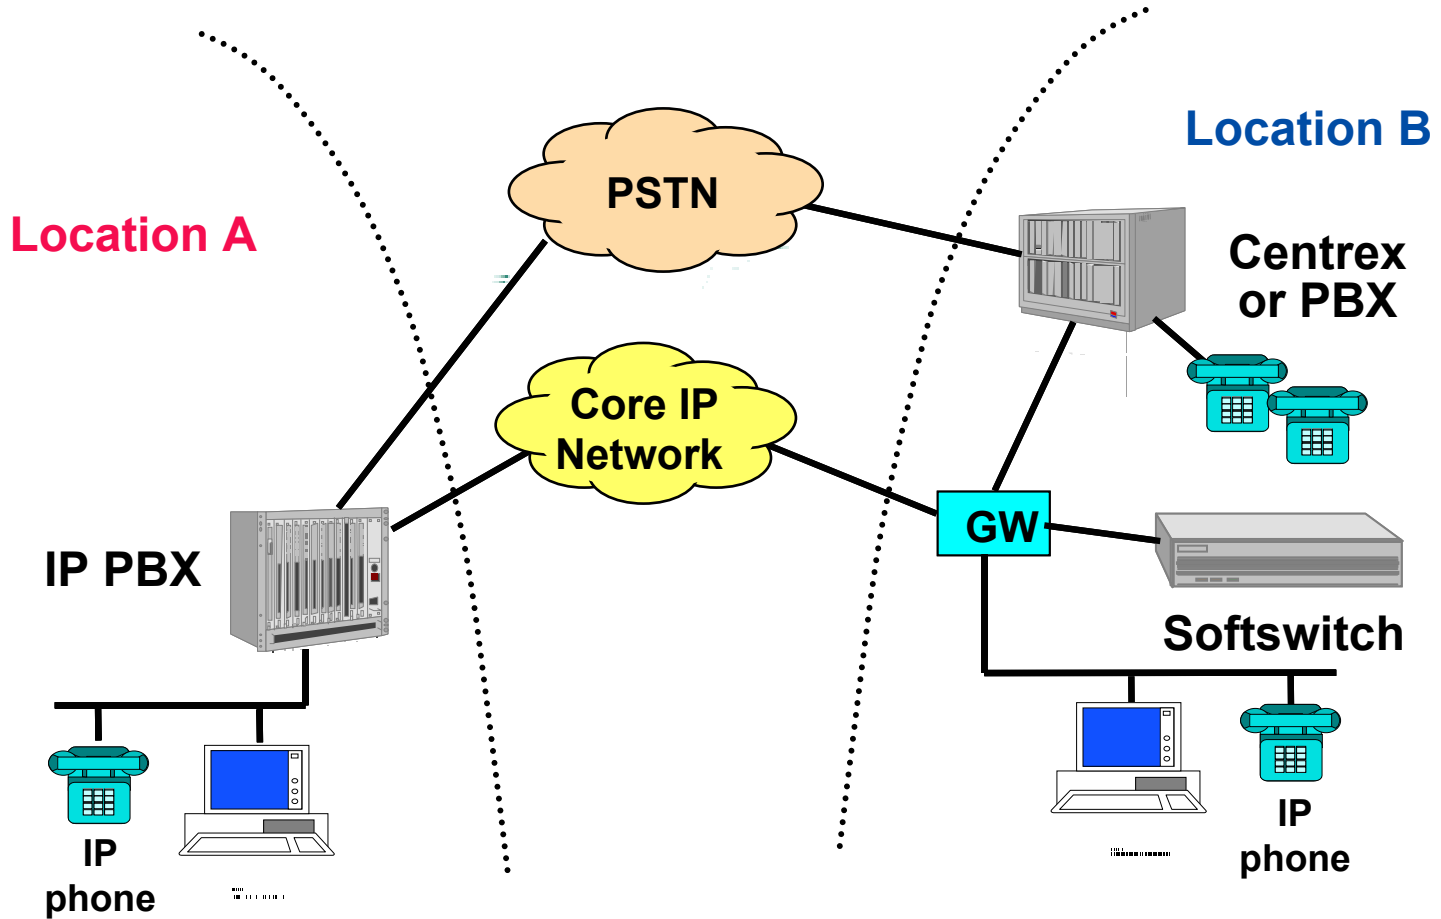 Location B
PSTN
Location A
Centrex
or PBX
Core IP
Network
GW
IP PBX
Softswitch
IP
phone
IP
phone